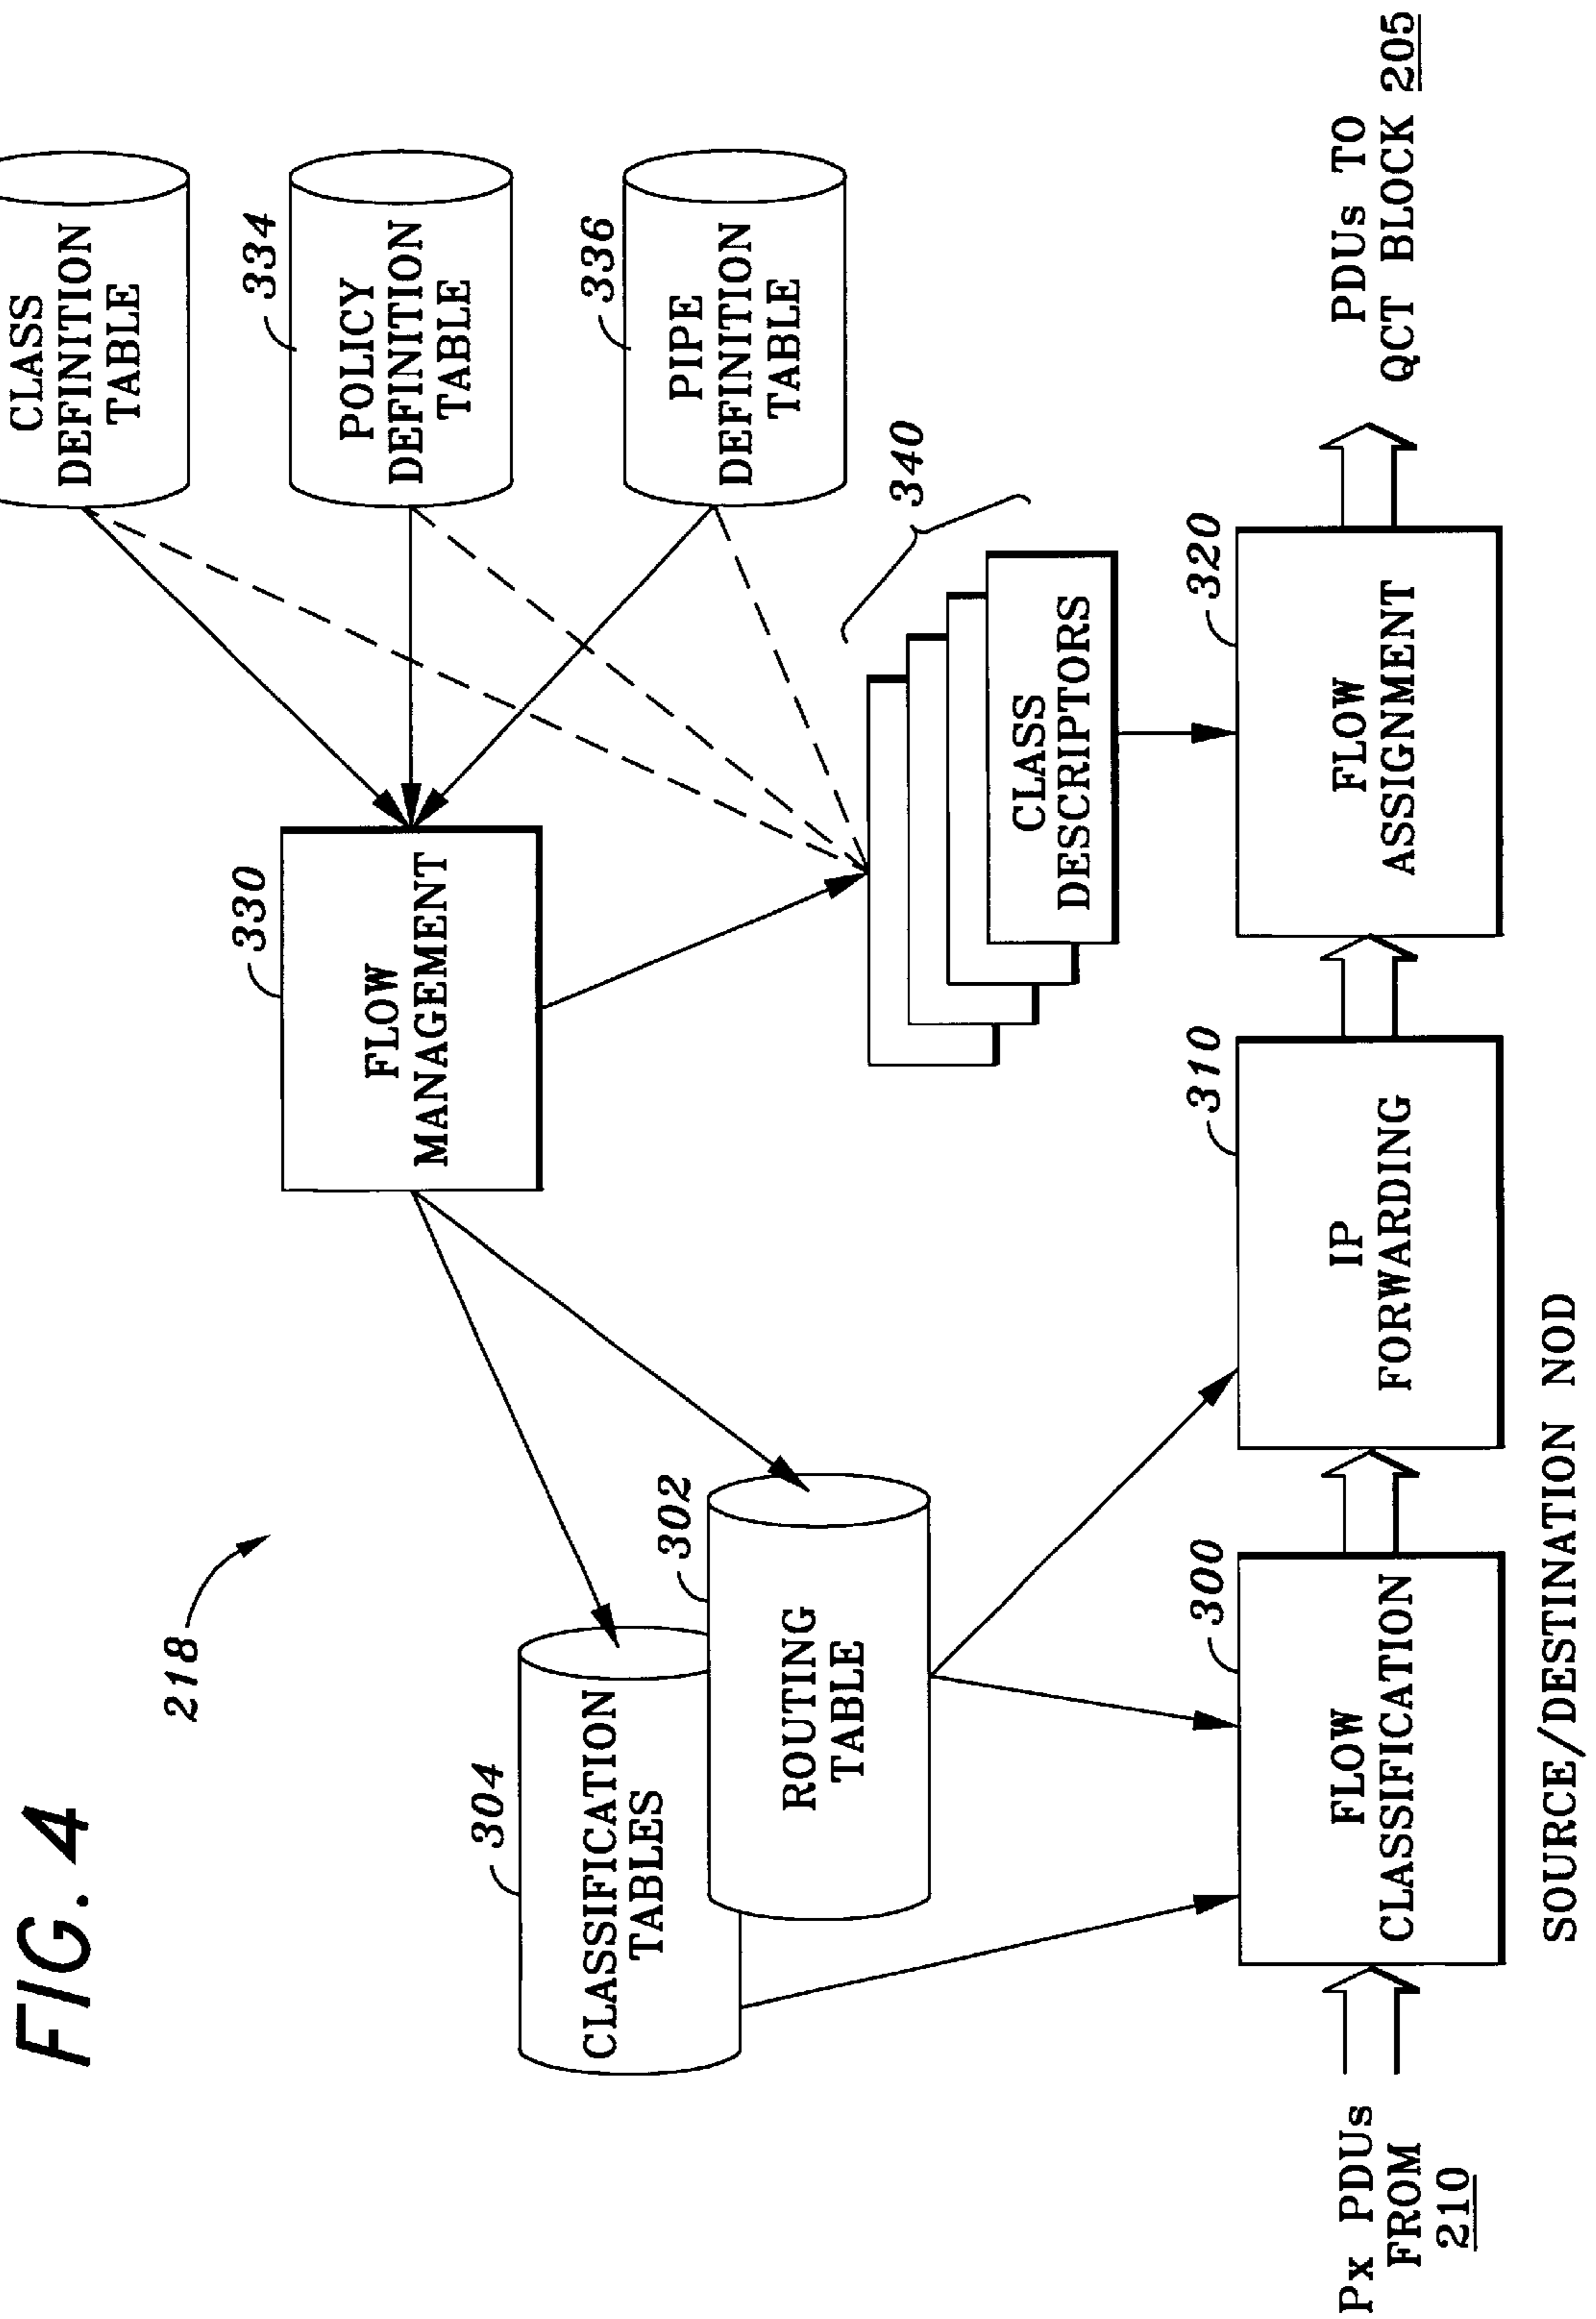 FIG. 4
218
CLASS
DEFINITION
TABLE
334
POLICY
DEFINITION
TABLE
336
PIPE
DEFINITION
TABLE
330
FLOW
MANAGEMENT
340
CLASS
DESCRIPTORS
304
CLASSIFICATION
TABLES
302
ROUTING
TABLE
Px PDUs
FROM
210
300
FLOW
CLASSIFICATION
310
IP
FORWARDING
320
FLOW
ASSIGNMENT
PDUs TO
QCT BLOCK 205
SOURCE/DESTINATION NOD